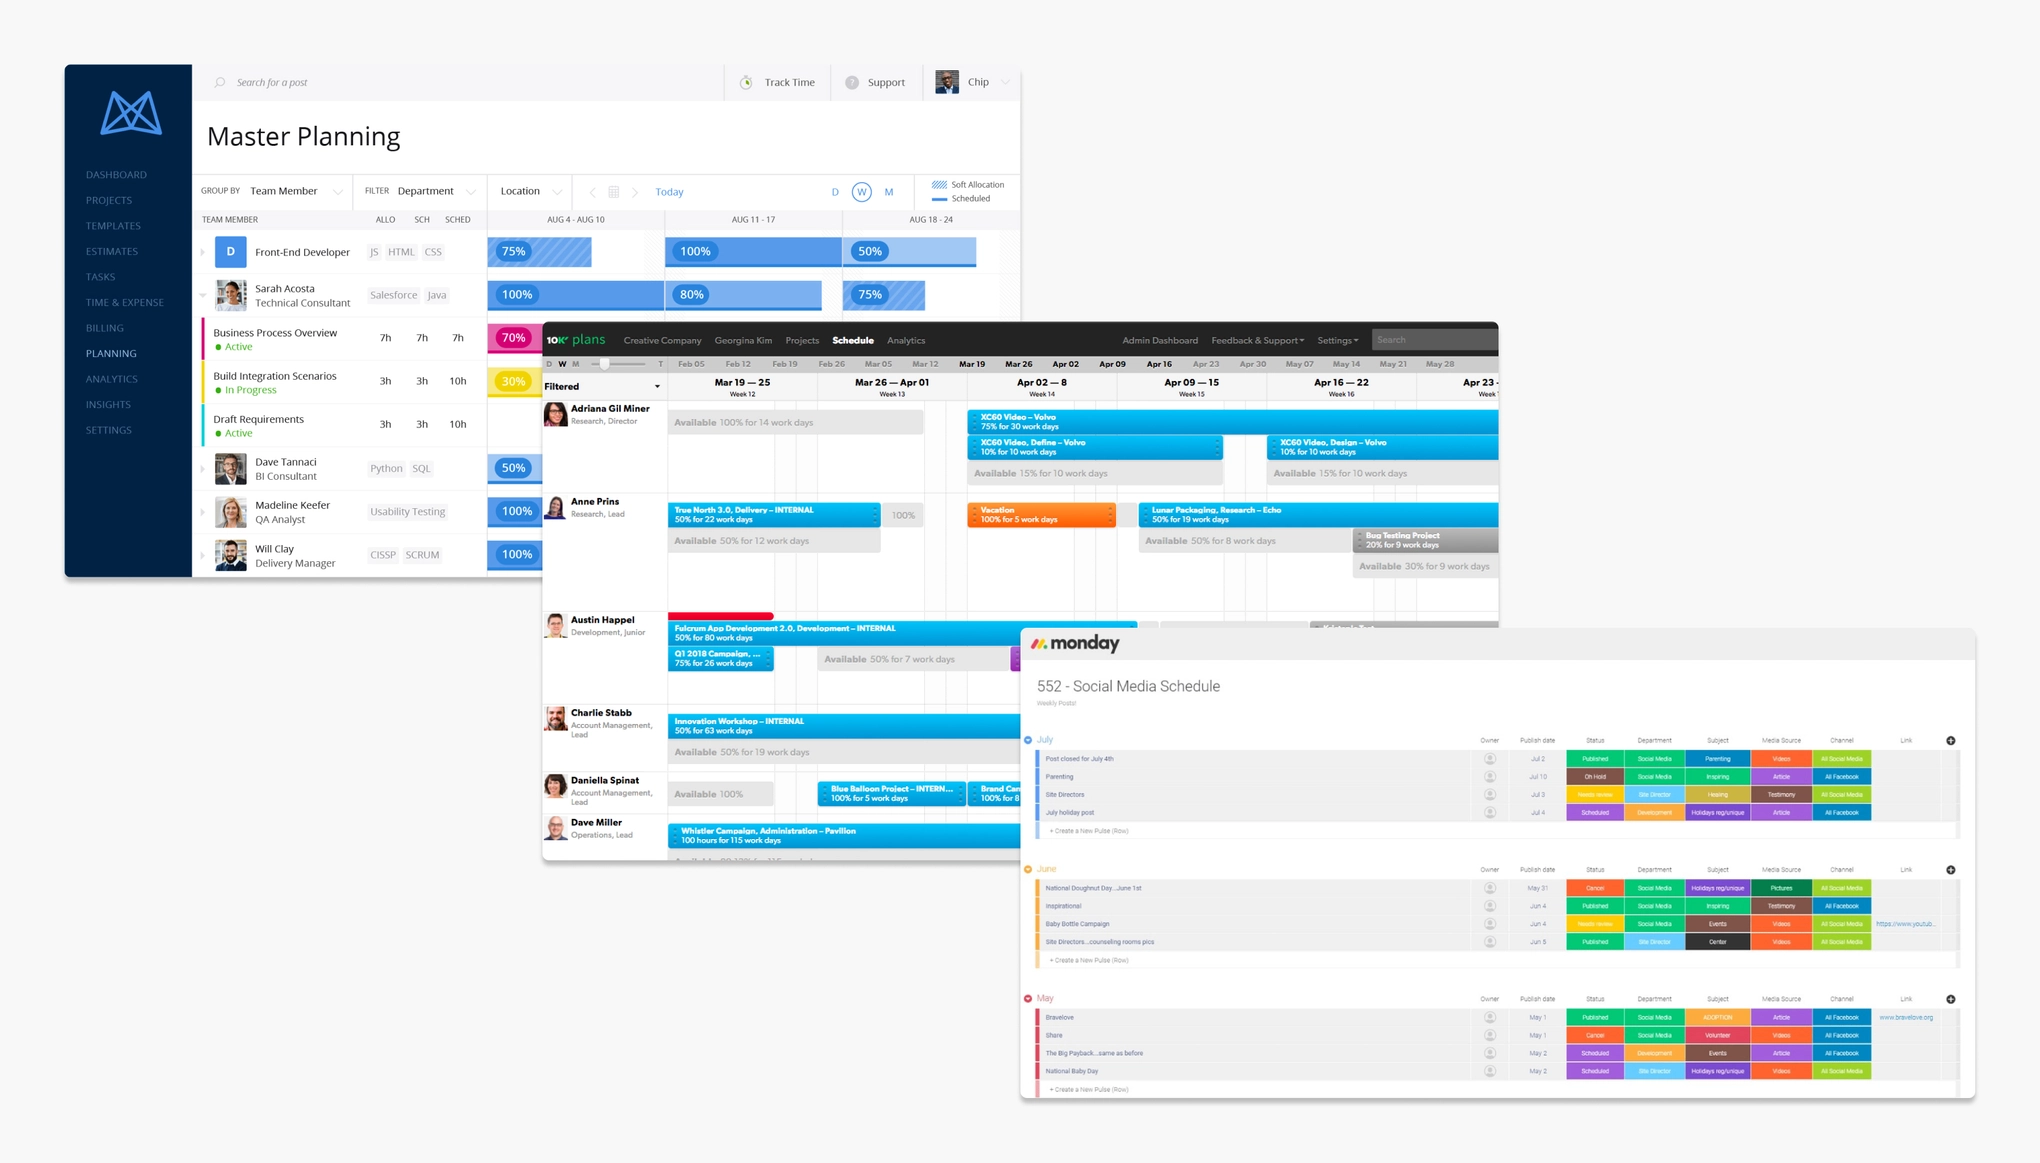 Search for a post
Track Time
Support
Chip
Master Planning
DASHBOARD
PROJECTS
TEMPLATES
ESTIMATES
TASKS
TIME & EXPENSE
BILLING
PLANNING
ANALYTICS
INSIGHTS
SETTINGS
GROUP BY Team Member FILTER Department Location Today D W M
Soft Allocation
Scheduled
TEAM MEMBER ALLO SCH SCHED AUG 4 - AUG 10 AUG 11 - 17 AUG 18 - 24
D Front-End Developer JS HTML CSS 75% 100% 50%
Sarah Acosta
Technical Consultant
Salesforce Java 100% 80% 75%
Business Process Overview
Active
7h 7h 7h 70%
Build Integration Scenarios
In Progress
3h 3h 10h 30%
Draft Requirements
Active
3h 3h 10h
Dave Tannaci
BI Consultant
Python SQL 50%
Madeline Keefer
QA Analyst
Usability Testing 100%
Will Clay
Delivery Manager
CISSP SCRUM 100%
10K plans Creative Company Georgina Kim Projects Schedule Analytics Admin Dashboard Feedback & Support Settings Search
D W M T Feb 05 Feb 12 Feb 19 Feb 26 Mar 05 Mar 12 Mar 19 Mar 26 Apr 02 Apr 09 Apr 16 Apr 23 Apr 30 May 07 May 14 May 21 May 28
Filtered
Mar 19 — 25 Mar 26 — Apr 01 Apr 02 — 8 Apr 09 — 15 Apr 16 — 22 Apr 23 -
Week 12 Week 13 Week 14 Week 15 Week 16
Adriana Gil Miner
Research, Director
Available 100% for 14 work days
XC60 Video – Volvo
75% for 30 work days
XC60 Video, Define – Volvo
10% for 10 work days
XC60 Video, Design – Volvo
10% for 10 work days
Available 15% for 10 work days
Available 15% for 10 work days
Anne Prins
Research, Lead
True North 3.0, Delivery – INTERNAL
50% for 22 work days
100%
Vacation
100% for 5 work days
Lunar Packaging, Research – Echo
50% for 19 work days
Available 50% for 12 work days
Available 50% for 8 work days
Bug Testing Project
20% for 9 work days
Available 30% for 9 work days
Austin Happel
Development, Junior
Fulcrum App Development 2.0, Development – INTERNAL
50% for 80 work days
Q1 2018 Campaign, ...
75% for 26 work days
Available 50% for 7 work days
Charlie Stabb
Account Management,
Lead
Innovation Workshop – INTERNAL
50% for 63 work days
Available 50% for 19 work days
Daniella Spinat
Account Management,
Lead
Available 100%
Blue Balloon Project – INTERN...
100% for 5 work days
Brand Can
100% for 8
Dave Miller
Operations, Lead
Whistler Campaign, Administration – Pavilion
100 hours for 115 work days
monday
552 - Social Media Schedule
Weekly Posts!
July Owner Publish date Status Department Subject Media Source Channel Link
Post closed for July 4th Jul 2 Published Social Media Parenting Videos All Social Media
Parenting Jul 10 On Hold Social Media Inspiring Article All Facebook
Site Directors Jul 3 Needs review Site Director Healing Testimony All Social Media
July holiday post Jul 4 Scheduled Development Holidays reg/unique Article All Facebook
+ Create a New Pulse (Row)
June Owner Publish date Status Department Subject Media Source Channel Link
National Doughnut Day...June 1st May 31 Cancel Social Media Holidays reg/unique Pictures All Social Media
Inspirational Jun 4 Published Social Media Inspiring Testimony All Facebook
Baby Bottle Campaign Jun 4 Needs review Social Media Events Videos All Social Media https://www.youtub...
Site Directors...counseling rooms pics Jun 5 Published Site Director Center Videos All Social Media
+ Create a New Pulse (Row)
May Owner Publish date Status Department Subject Media Source Channel Link
Bravelove May 1 Published Social Media ADOPTION Article All Facebook www.bravelove.org
Share May 1 Cancel Social Media Volunteer Videos All Facebook
The Big Payback...same as before May 2 Scheduled Development Events Article All Facebook
National Baby Day May 2 Scheduled Site Director Holidays reg/unique Videos All Social Media
+ Create a New Pulse (Row)